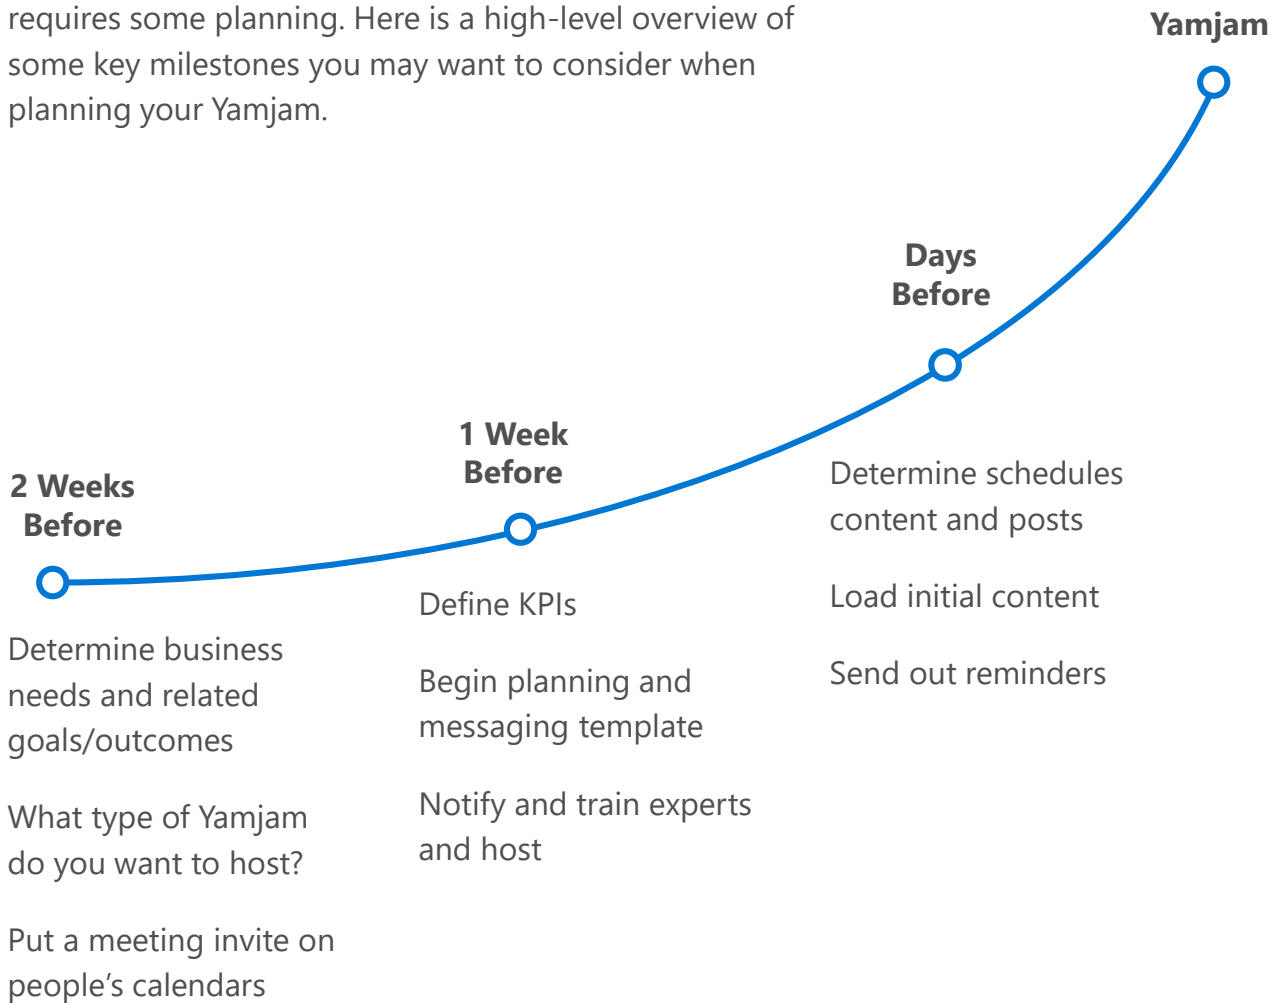 requires some planning. Here is a high-level overview of
some key milestones you may want to consider when
planning your Yamjam.
Yamjam
Days
Before
1 Week
Before
2 Weeks
Before
Determine schedules
content and posts
Load initial content
Send out reminders
Define KPIs
Begin planning and
messaging template
Notify and train experts
and host
Determine business
needs and related
goals/outcomes
What type of Yamjam
do you want to host?
Put a meeting invite on
people’s calendars